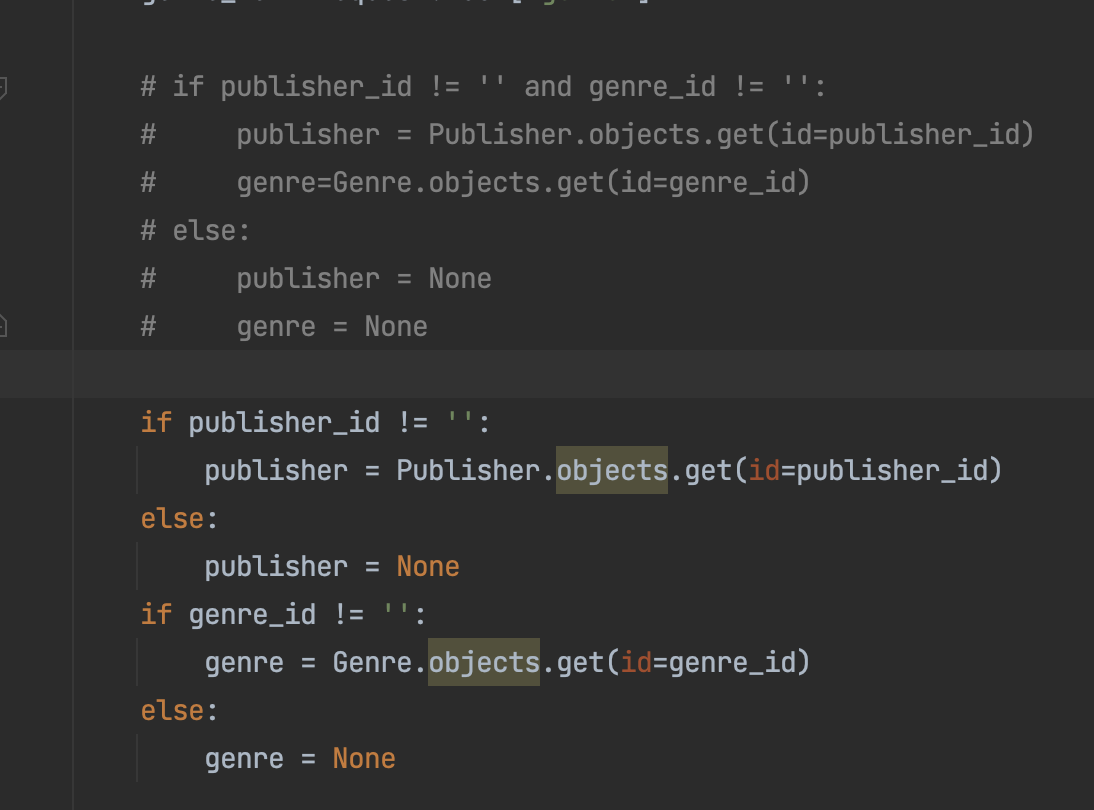 # if publisher_id != '' and genre_id != '':
#     publisher = Publisher.objects.get(id=publisher_id)
#     genre=Genre.objects.get(id=genre_id)
# else:
#     publisher = None
#     genre = None
if publisher_id != '':
    publisher = Publisher.objects.get(id=publisher_id)
else:
    publisher = None
if genre_id != '':
    genre = Genre.objects.get(id=genre_id)
else:
    genre = None